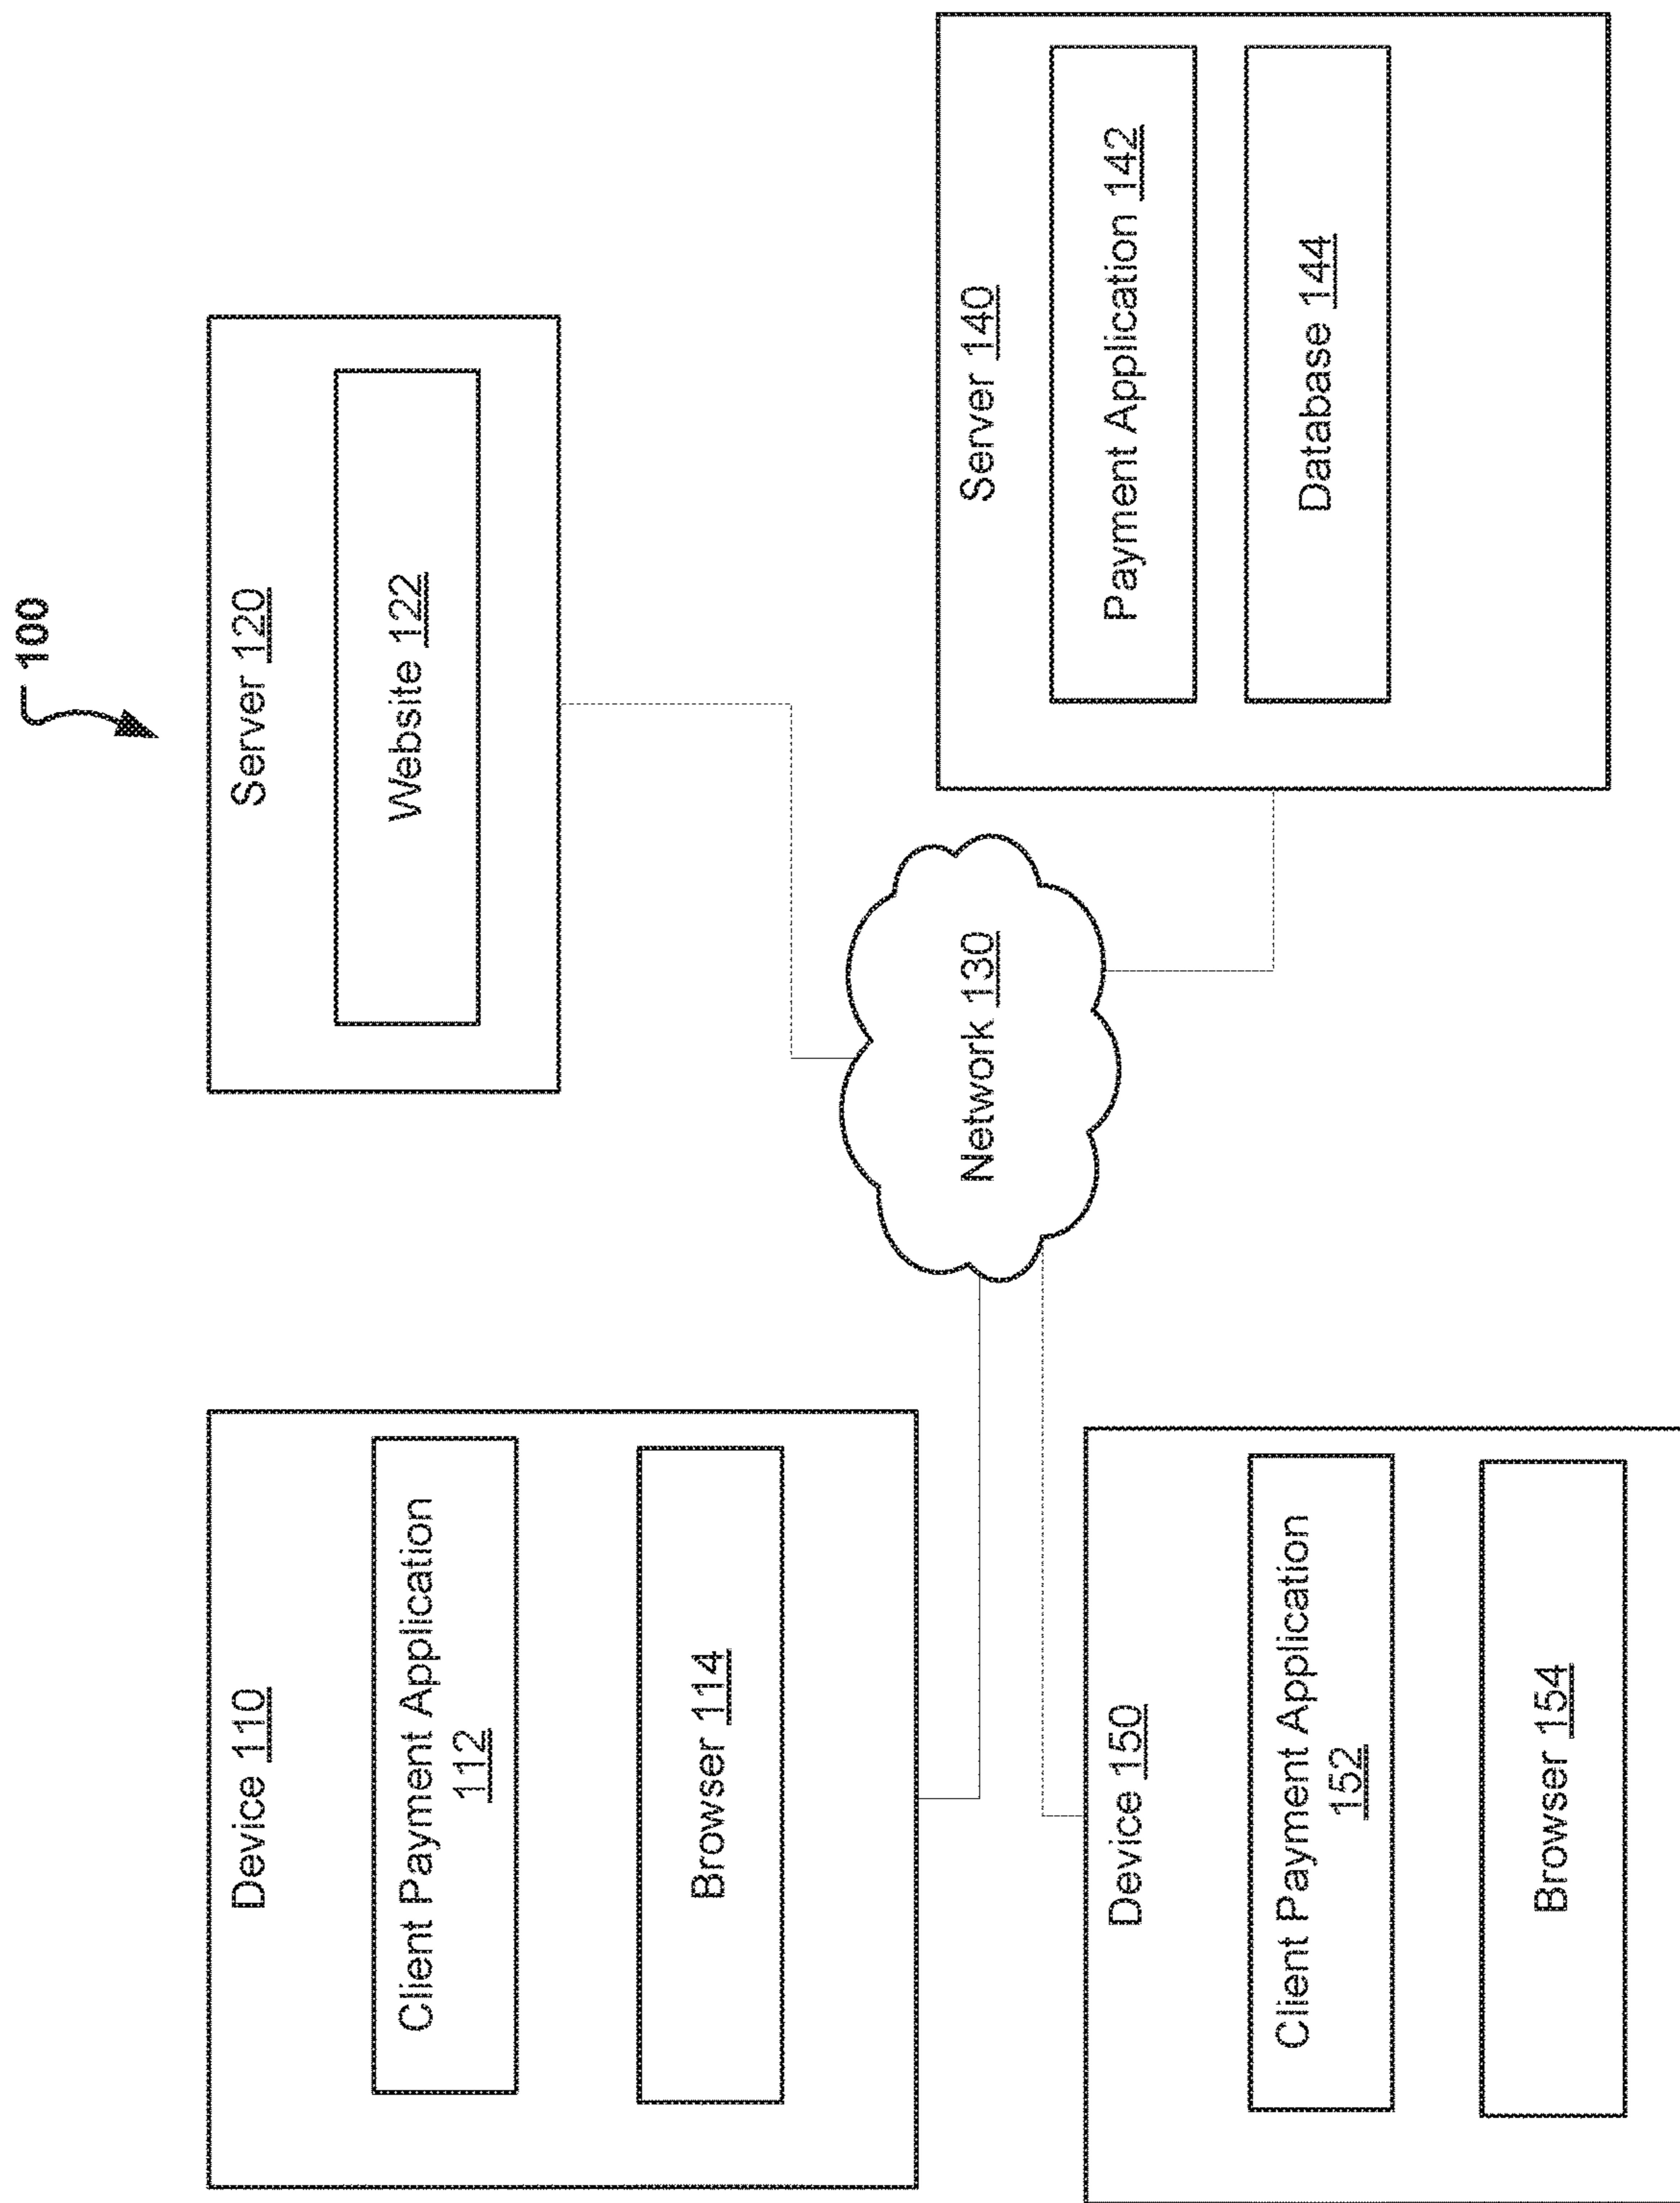 100
Device 110
Client Payment Application
112
Browser 114
Server 120
Website 122
Network 130
Device 150
Client Payment Application
152
Browser 154
Server 140
Payment Application 142
Database 144